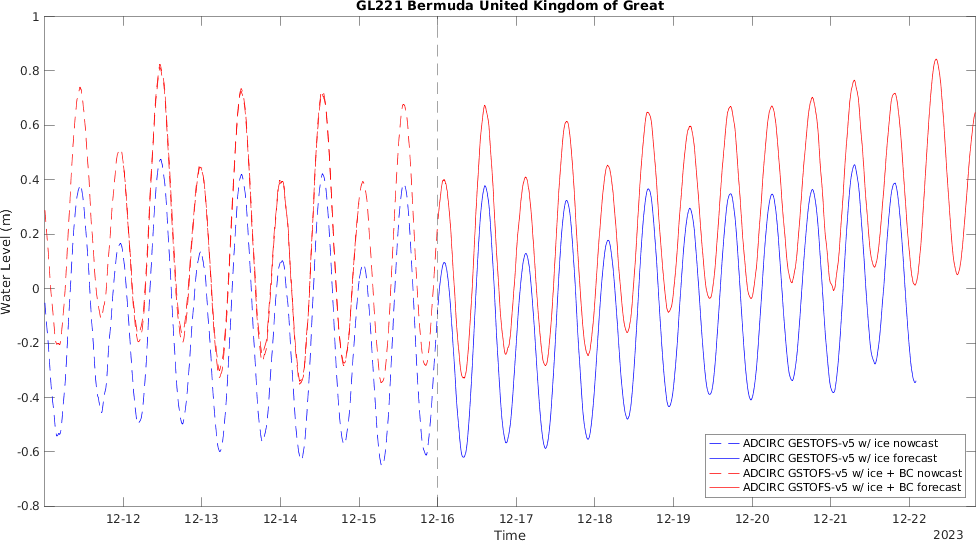 GL221 Bermuda United Kingdom of Great
1
0.8
0.6
0.4
0.2
0
-0.2
-0.4
-0.6
-0.8
Water Level (m)
12-12 12-13 12-14 12-15 12-16 12-17 12-18 12-19 12-20 12-21 12-22
Time
2023
ADCIRC GESTOFS-v5 w/ ice nowcast
ADCIRC GESTOFS-v5 w/ ice forecast
ADCIRC GSTOFS-v5 w/ ice + BC nowcast
ADCIRC GSTOFS-v5 w/ ice + BC forecast